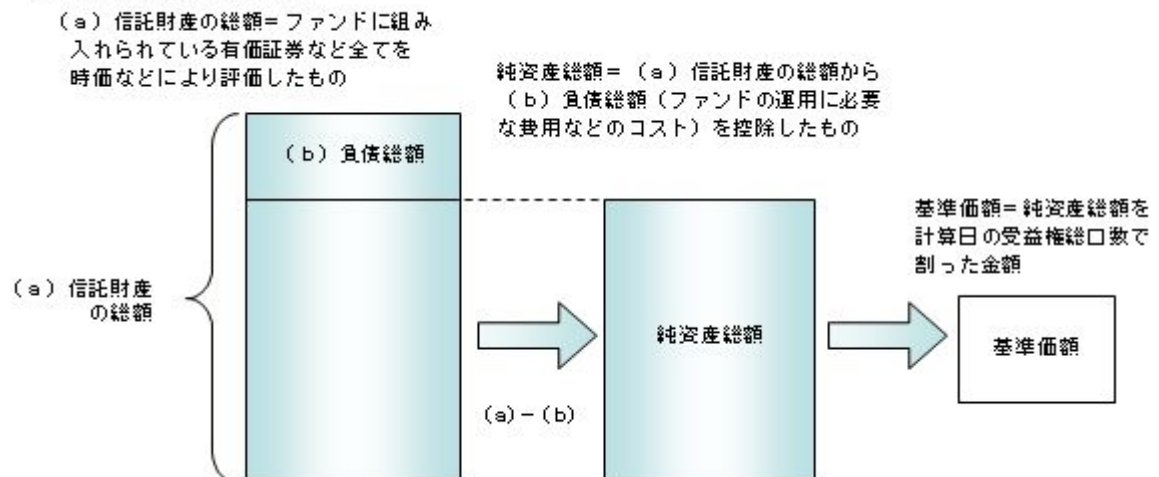 （a）信託財産の総額＝ファンドに組み
入れられている有価証券など全てを
時価などにより評価したもの
純資産総額＝（a）信託財産の総額から
（b）負債総額（ファンドの運用に必要
な費用などのコスト）を控除したもの
（b）負債総額
基準価額＝純資産総額を
計算日の受益権総口数で
割った金額
（a）信託財産
の総額
純資産総額
基準価額
(a)－(b)